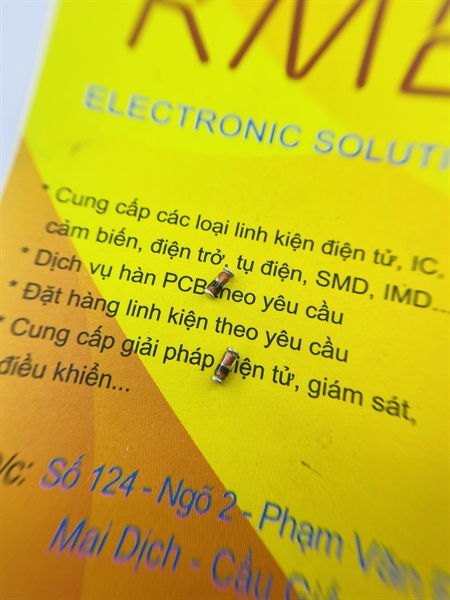 ELECTRONIC
* Cung cấp các loại linh kiện điện tử, IC,
cảm biến, điện trở, tụ điện, SMD, IMD...
* Dịch vụ hàn PCB theo yêu cầu
* Đặt hàng linh kiện theo yêu cầu
* Cung cấp giải pháp điện tử, giám sát,
điều khiển...
Đ/c: Số 124 - Ngõ 2 - Phạm Văn
Mai Dịch - Cầu